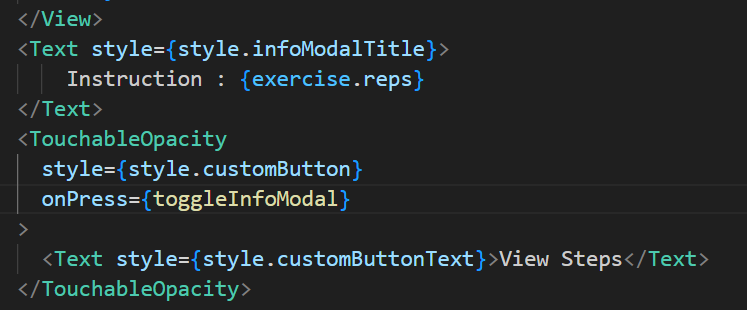 </View>
<Text style={style.infoModalTitle}>
Instruction : {exercise.reps}
</Text>
<TouchableOpacity
style={style.customButton}
onPress={toggleInfoModal}
>
<Text style={style.customButtonText}>View Steps</Text>
</TouchableOpacity>